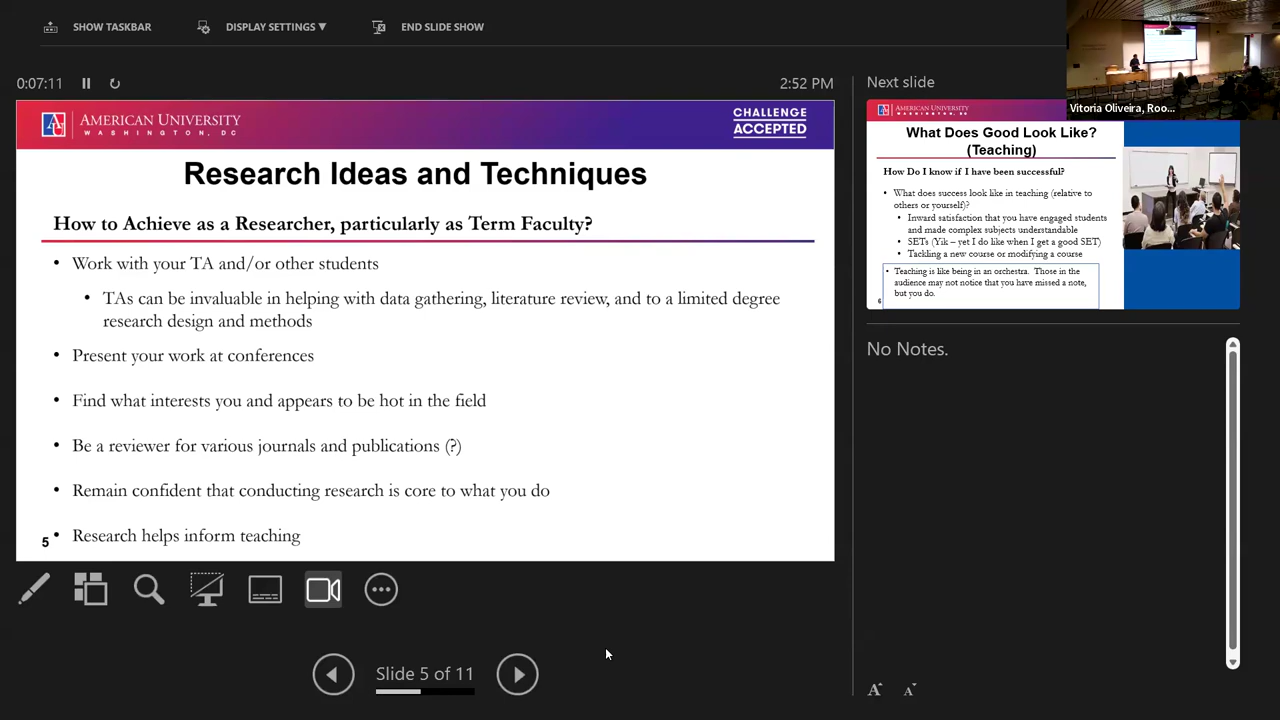 SHOW TASKBAR
DISPLAY SETTINGS ▼
END SLIDE SHOW
Vitoria Oliveira, Roo...
0:07:11
2:52 PM
AMERICAN UNIVERSITY
WASHINGTON, DC
CHALLENGE
ACCEPTED
Research Ideas and Techniques
How to Achieve as a Researcher, particularly as Term Faculty?
• Work with your TA and/or other students
• TAs can be invaluable in helping with data gathering, literature review, and to a limited degree
research design and methods
• Present your work at conferences
• Find what interests you and appears to be hot in the field
• Be a reviewer for various journals and publications (?)
• Remain confident that conducting research is core to what you do
• Research helps inform teaching
5
Slide 5 of 11
Next slide
AMERICAN UNIVERSITY
What Does Good Look Like?
(Teaching)
How Do I know if I have been successful?
• What does success look like in teaching (relative to
others or yourself)?
• Inward satisfaction that you have engaged students
and made complex subjects understandable
• SETs (Yik – yet I do like when I get a good SET)
• Tackling a new course or modifying a course
• Teaching is like being in an orchestra. Those in the
audience may not notice that you have missed a note,
but you do.
6
No Notes.
A
A